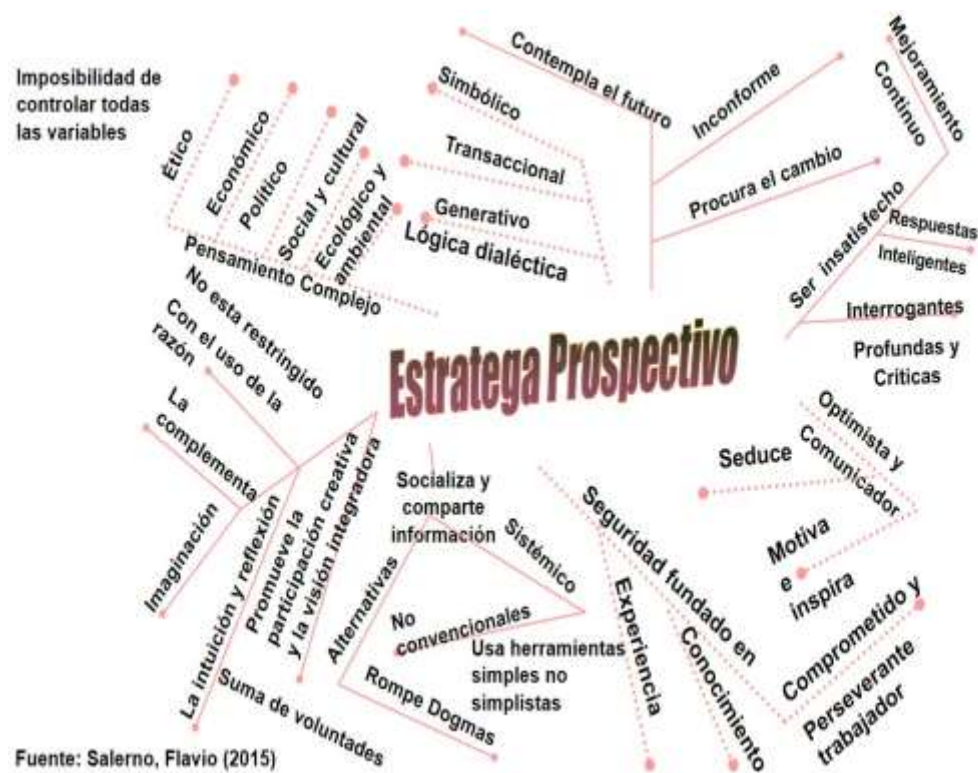 Imposibilidad de
controlar todas
las variables
Ético
Económico
Político
Social y cultural
Ecológico y
ambiental
Pensamiento Complejo
Simbólico
Transaccional
Generativo
Lógica dialéctica
Contempla el futuro
Inconforme
Procura el cambio
Mejoramiento
Continuo
Ser insatisfecho
Respuestas
Inteligentes
Interrogantes
Profundas y
Criticas
Estratega Prospectivo
No esta restringido
Con el uso de la
razón
La
complementa
Imaginación
La intuición y reflexión
Promueve la
participación creativa
y la visión integradora
Suma de voluntades
Socializa y
comparte
información
Sistémico
Alternativas
No
convencionales
Rompe Dogmas
Usa herramientas
simples no
simplistas
Seguridad fundado en
Experiencia
Conocimiento
Optimista y
Comunicador
Seduce
Motiva
e
inspira
Comprometido y
Perseverante
trabajador
Fuente: Salerno, Flavio (2015)